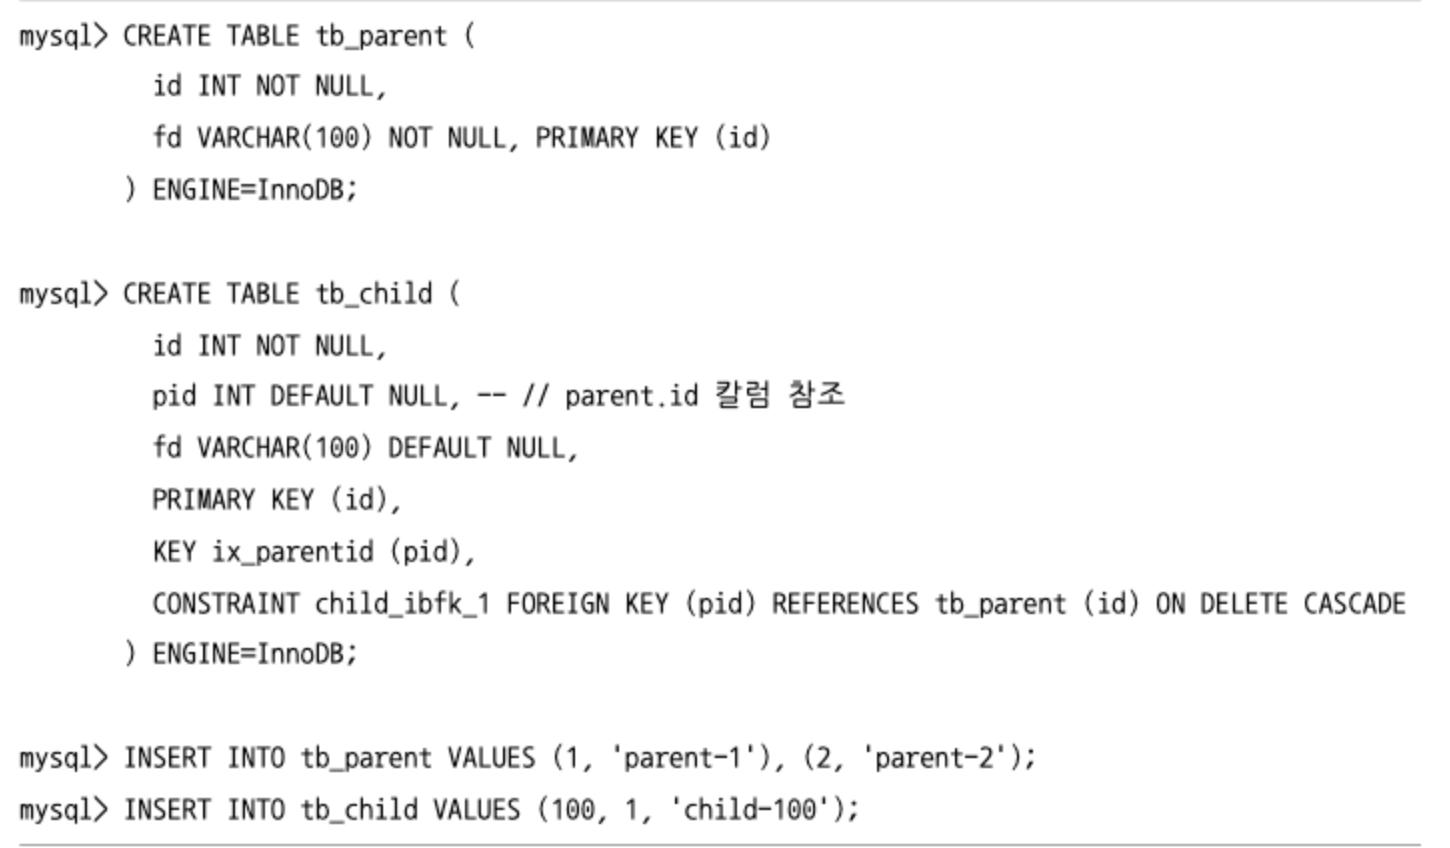 mysql> CREATE TABLE tb_parent (
id INT NOT NULL,
fd VARCHAR(100) NOT NULL, PRIMARY KEY (id)
) ENGINE=InnoDB;
mysql> CREATE TABLE tb_child (
id INT NOT NULL,
pid INT DEFAULT NULL, -- // parent.id 칼럼 참조
fd VARCHAR(100) DEFAULT NULL,
PRIMARY KEY (id),
KEY ix_parentid (pid),
CONSTRAINT child_ibfk_1 FOREIGN KEY (pid) REFERENCES tb_parent (id) ON DELETE CASCADE
) ENGINE=InnoDB;
mysql> INSERT INTO tb_parent VALUES (1, 'parent-1'), (2, 'parent-2');
mysql> INSERT INTO tb_child VALUES (100, 1, 'child-100');